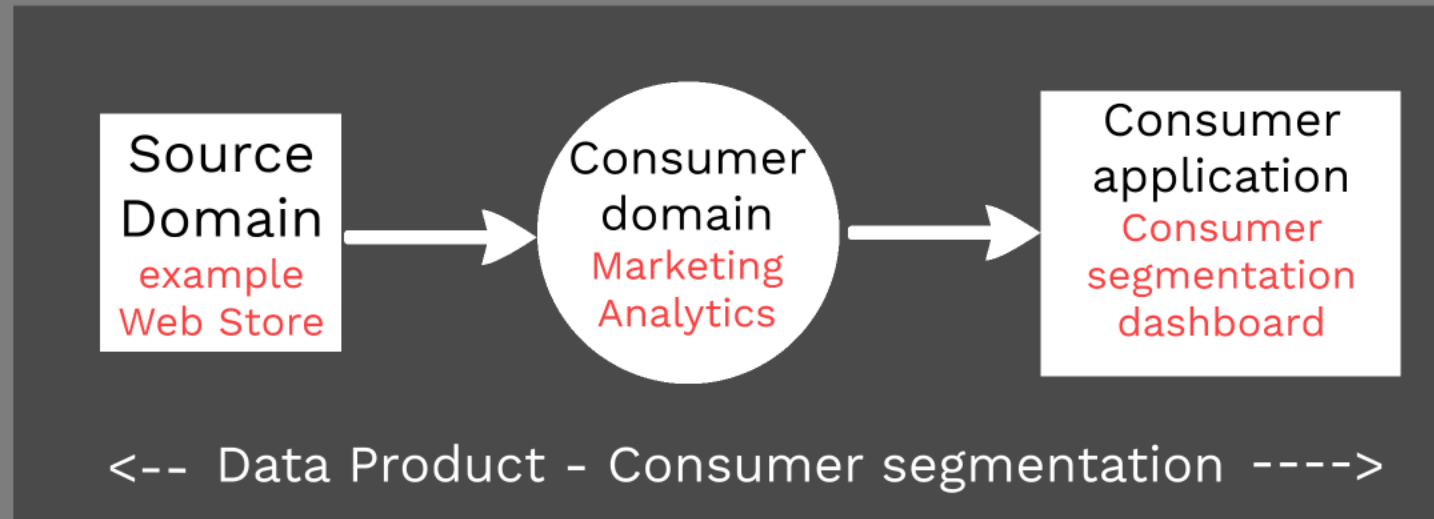 Source
Domain
example
Web Store
Consumer
domain
Marketing
Analytics
Consumer
application
Consumer
segmentation
dashboard
<-- Data Product - Consumer segmentation ---->